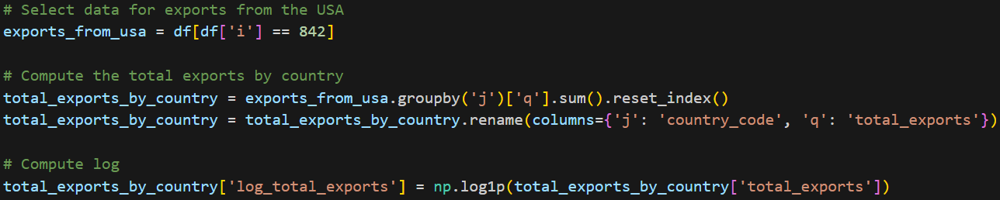 # Select data for exports from the USA
exports_from_usa = df[df['i'] == 842]
# Compute the total exports by country
total_exports_by_country = exports_from_usa.groupby('j')['q'].sum().reset_index()
total_exports_by_country = total_exports_by_country.rename(columns={'j': 'country_code', 'q': 'total_exports'})
# Compute log
total_exports_by_country['log_total_exports'] = np.log1p(total_exports_by_country['total_exports'])